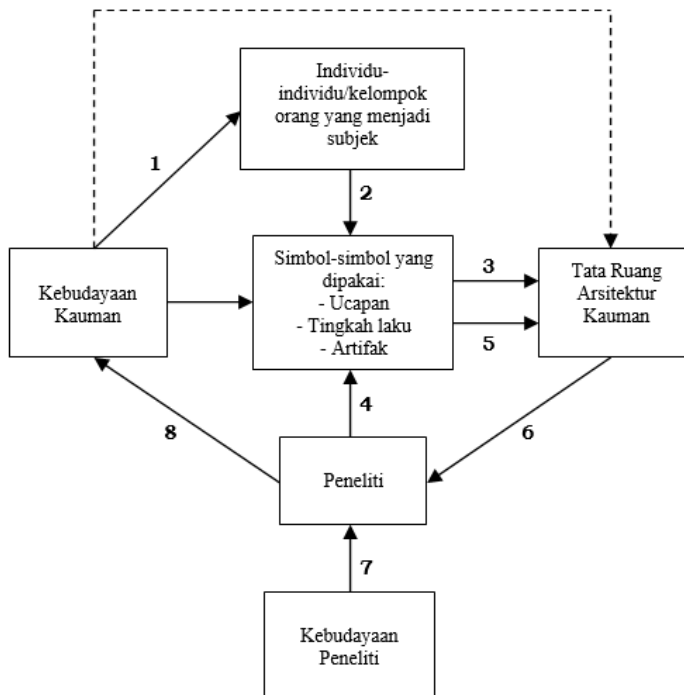 Individu-
individu/kelompok
orang yang menjadi
subjek
1
2
Kebudayaan
Kauman
Simbol-simbol yang
dipakai:
- Ucapan
- Tingkah laku
- Artifak
3
5
Tata Ruang
Arsitektur
Kauman
4
8
6
Peneliti
7
Kebudayaan
Peneliti